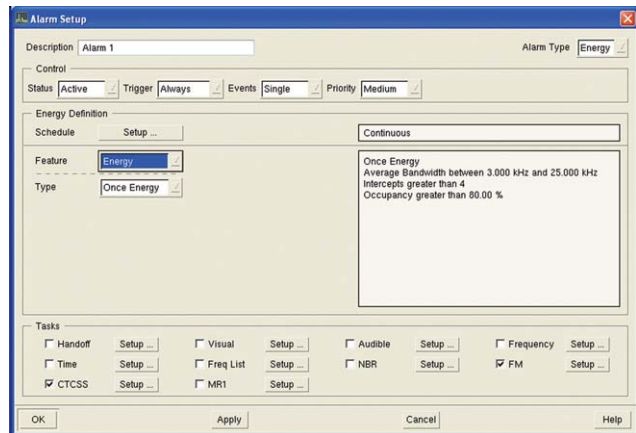 Alarm Setup
Description Alarm 1 Alarm Type Energy
Control
Status Active Trigger Always Events Single Priority Medium
Energy Definition
Schedule Setup ... Continuous
Feature Energy
Type Once Energy
Once Energy
Average Bandwidth between 3.000 kHz and 25.000 kHz
Intercepts greater than 4
Occupancy greater than 80.00 %
Tasks
Handoff Setup ... Visual Setup ... Audible Setup ... Frequency Setup ...
Time Setup ... Freq List Setup ... NBR Setup ... FM Setup ...
CTCSS Setup ... MR1 Setup ...
OK Apply Cancel Help